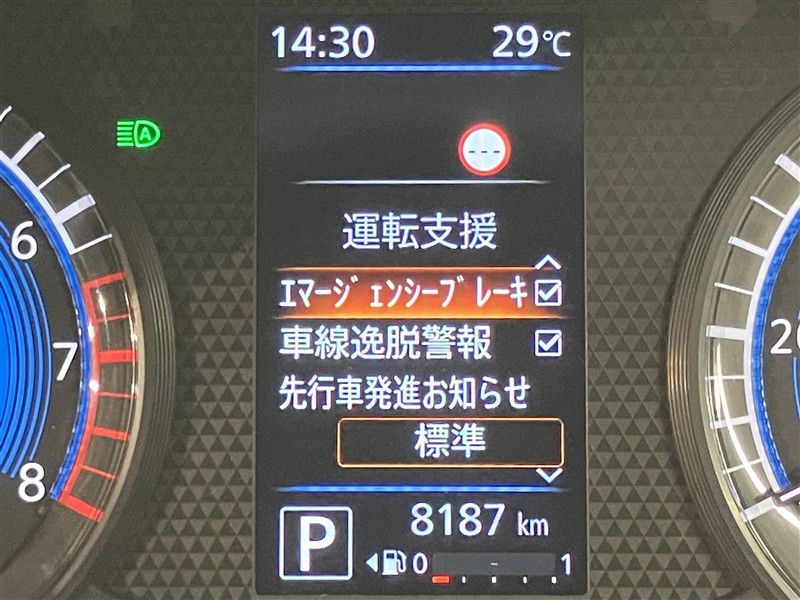 14:30 29℃
A
---
運転支援
ｴﾏｰｼﾞｪﾝｼｰﾌﾞﾚｰｷ
車線逸脱警報
先行車発進お知らせ
標準
6
7
8
20
P
8187 km
0 1